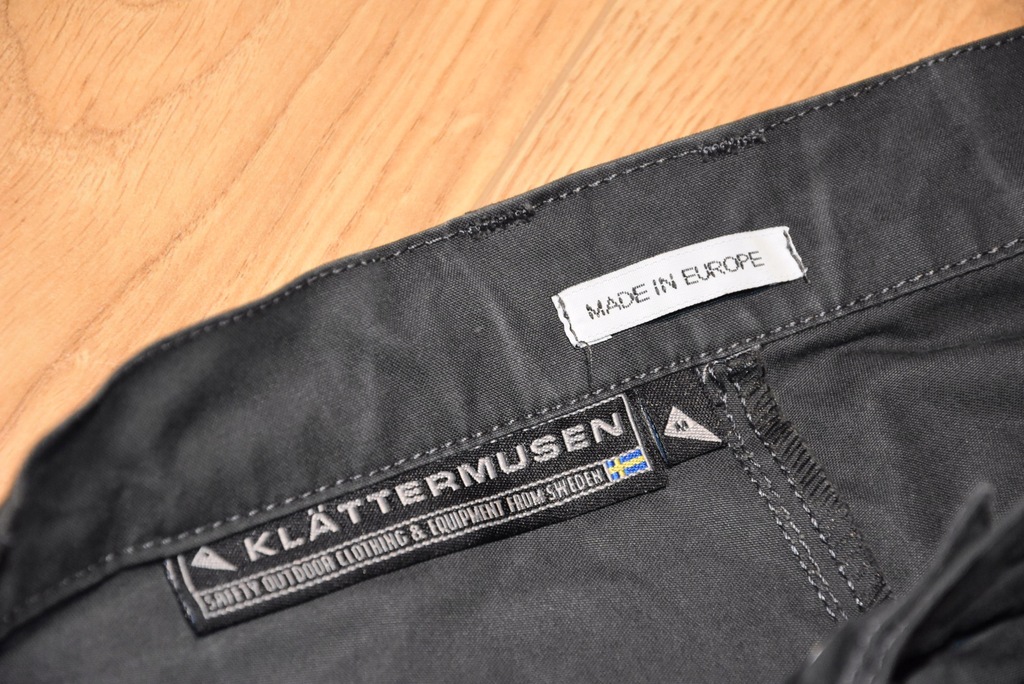 MADE IN EUROPE
KLÄTTERMUSEN
SAFETY OUTDOOR CLOTHING & EQUIPMENT FROM SWEDEN
M